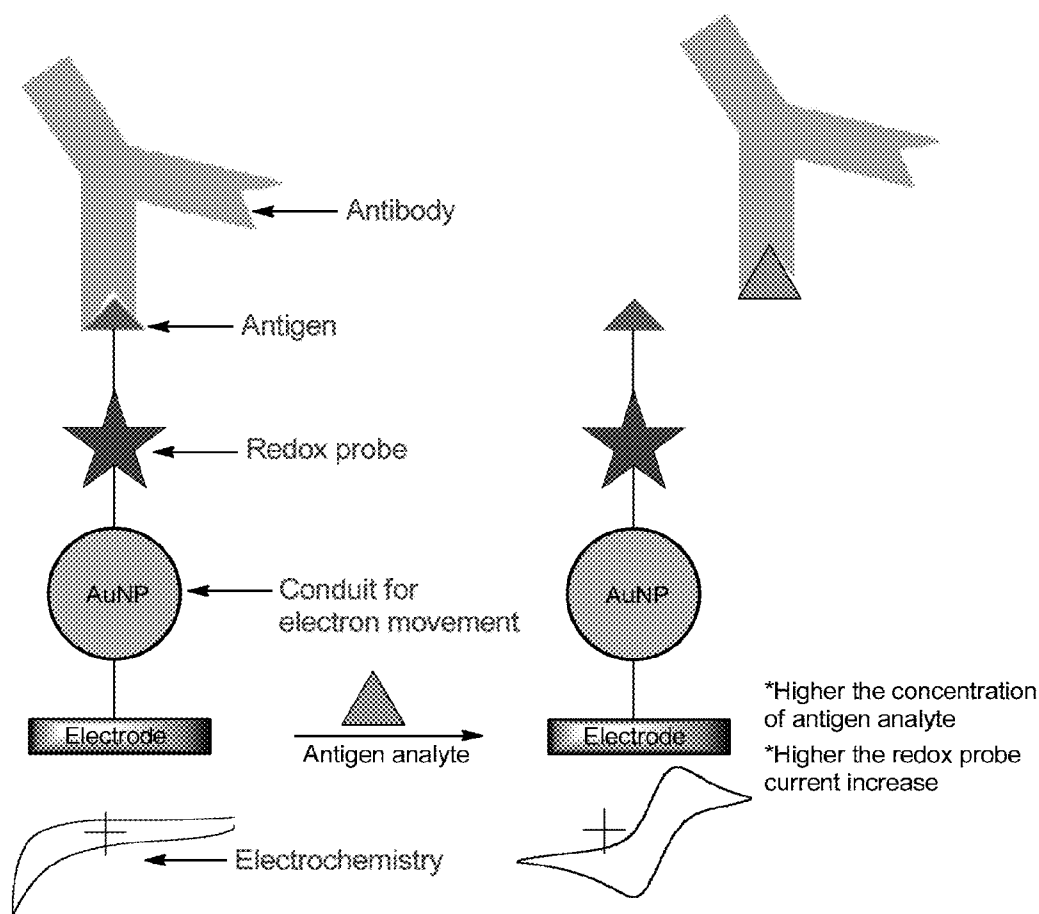 Antibody
Antigen
Redox probe
AuNP
Conduit for
electron movement
AuNP
Electrode
Antigen analyte
Electrode
*Higher the concentration
of antigen analyte
*Higher the redox probe
current increase
Electrochemistry